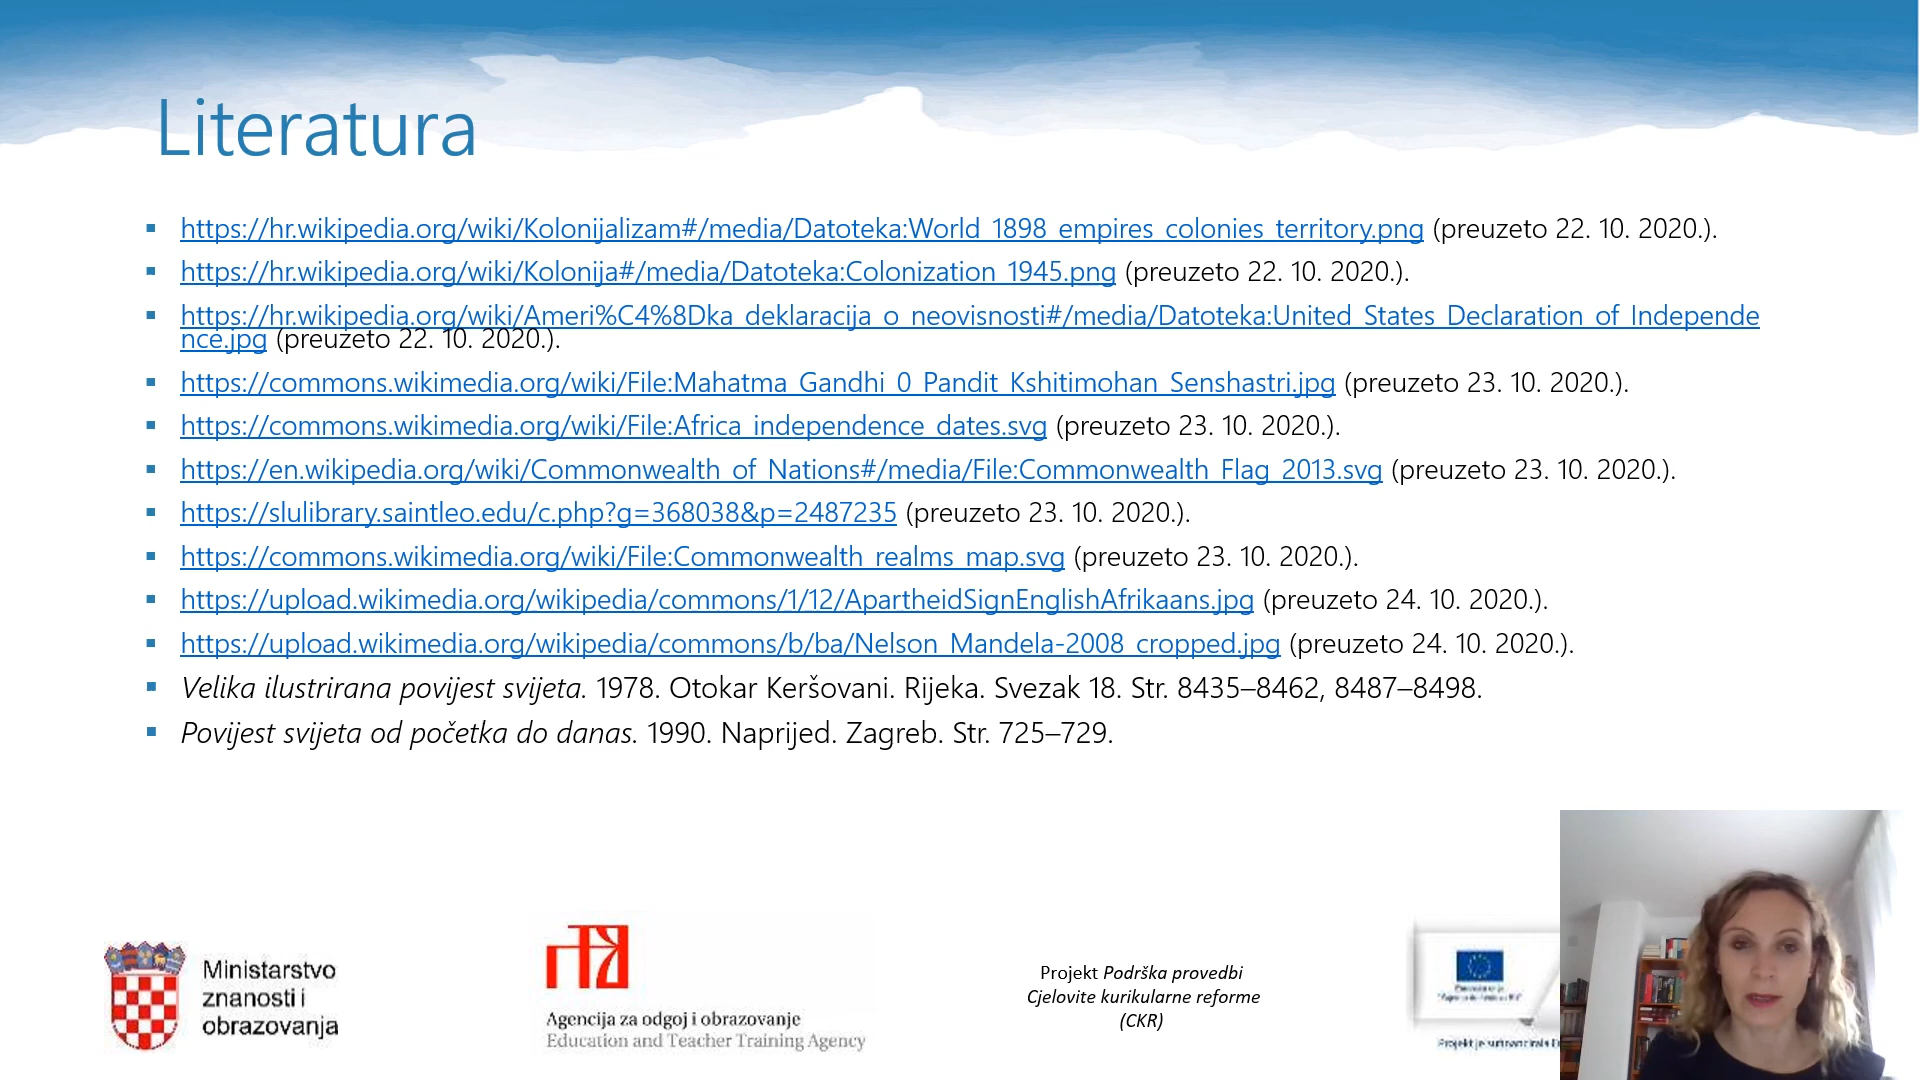 Literatura
https://hr.wikipedia.org/wiki/Kolonijalizam#/media/Datoteka:World_1898_empires_colonies_territory.png (preuzeto 22. 10. 2020.).
https://hr.wikipedia.org/wiki/Kolonija#/media/Datoteka:Colonization_1945.png (preuzeto 22. 10. 2020.).
https://hr.wikipedia.org/wiki/Ameri%C4%8Dka_deklaracija_o_neovisnosti#/media/Datoteka:United_States_Declaration_of_Independe
nce.jpg (preuzeto 22. 10. 2020.).
https://commons.wikimedia.org/wiki/File:Mahatma_Gandhi_0_Pandit_Kshitimohan_Senshastri.jpg (preuzeto 23. 10. 2020.).
https://commons.wikimedia.org/wiki/File:Africa_independence_dates.svg (preuzeto 23. 10. 2020.).
https://en.wikipedia.org/wiki/Commonwealth_of_Nations#/media/File:Commonwealth_Flag_2013.svg (preuzeto 23. 10. 2020.).
https://slulibrary.saintleo.edu/c.php?g=368038&p=2487235 (preuzeto 23. 10. 2020.).
https://commons.wikimedia.org/wiki/File:Commonwealth_realms_map.svg (preuzeto 23. 10. 2020.).
https://upload.wikimedia.org/wikipedia/commons/1/12/ApartheidSignEnglishAfrikaans.jpg (preuzeto 24. 10. 2020.).
https://upload.wikimedia.org/wikipedia/commons/b/ba/Nelson_Mandela-2008_cropped.jpg (preuzeto 24. 10. 2020.).
Velika ilustrirana povijest svijeta. 1978. Otokar Keršovani. Rijeka. Svezak 18. Str. 8435–8462, 8487–8498.
Povijest svijeta od početka do danas. 1990. Naprijed. Zagreb. Str. 725–729.
Ministarstvo
znanosti i
obrazovanja
Agencija za odgoj i obrazovanje
Education and Teacher Training Agency
Projekt Podrška provedbi
Cjelovite kurikularne reforme
(CKR)
Projekt je sufinancirala